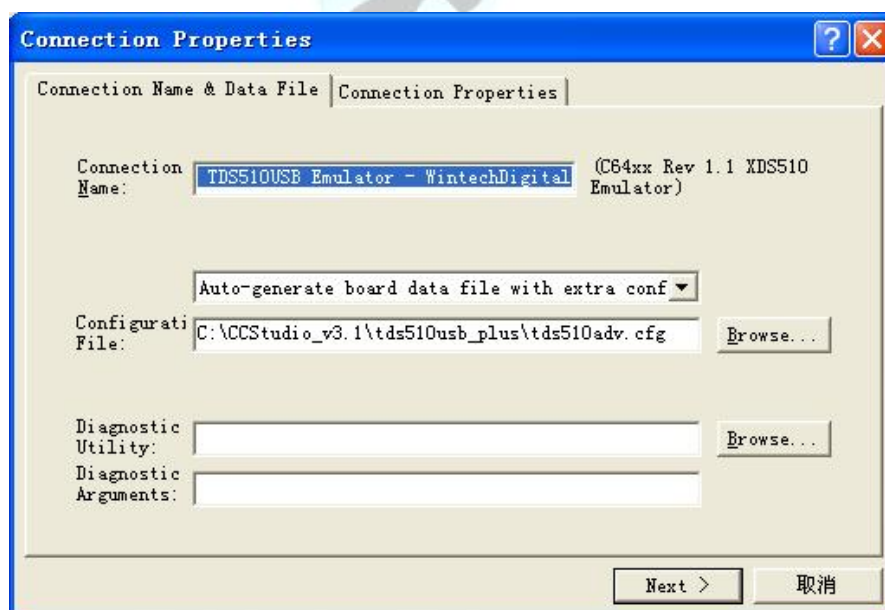 Connection Properties
Connection Name & Data File
Connection Properties
Connection
Name:
TDS510USB Emulator - WintechDigital
(C64xx Rev 1.1 XDS510
Emulator)
Auto-generate board data file with extra conf
Configurati
File:
C:\CCStudio_v3.1\tds510usb_plus\tds510adv.cfg
Browse...
Diagnostic
Utility:
Browse...
Diagnostic
Arguments:
Next >
取消